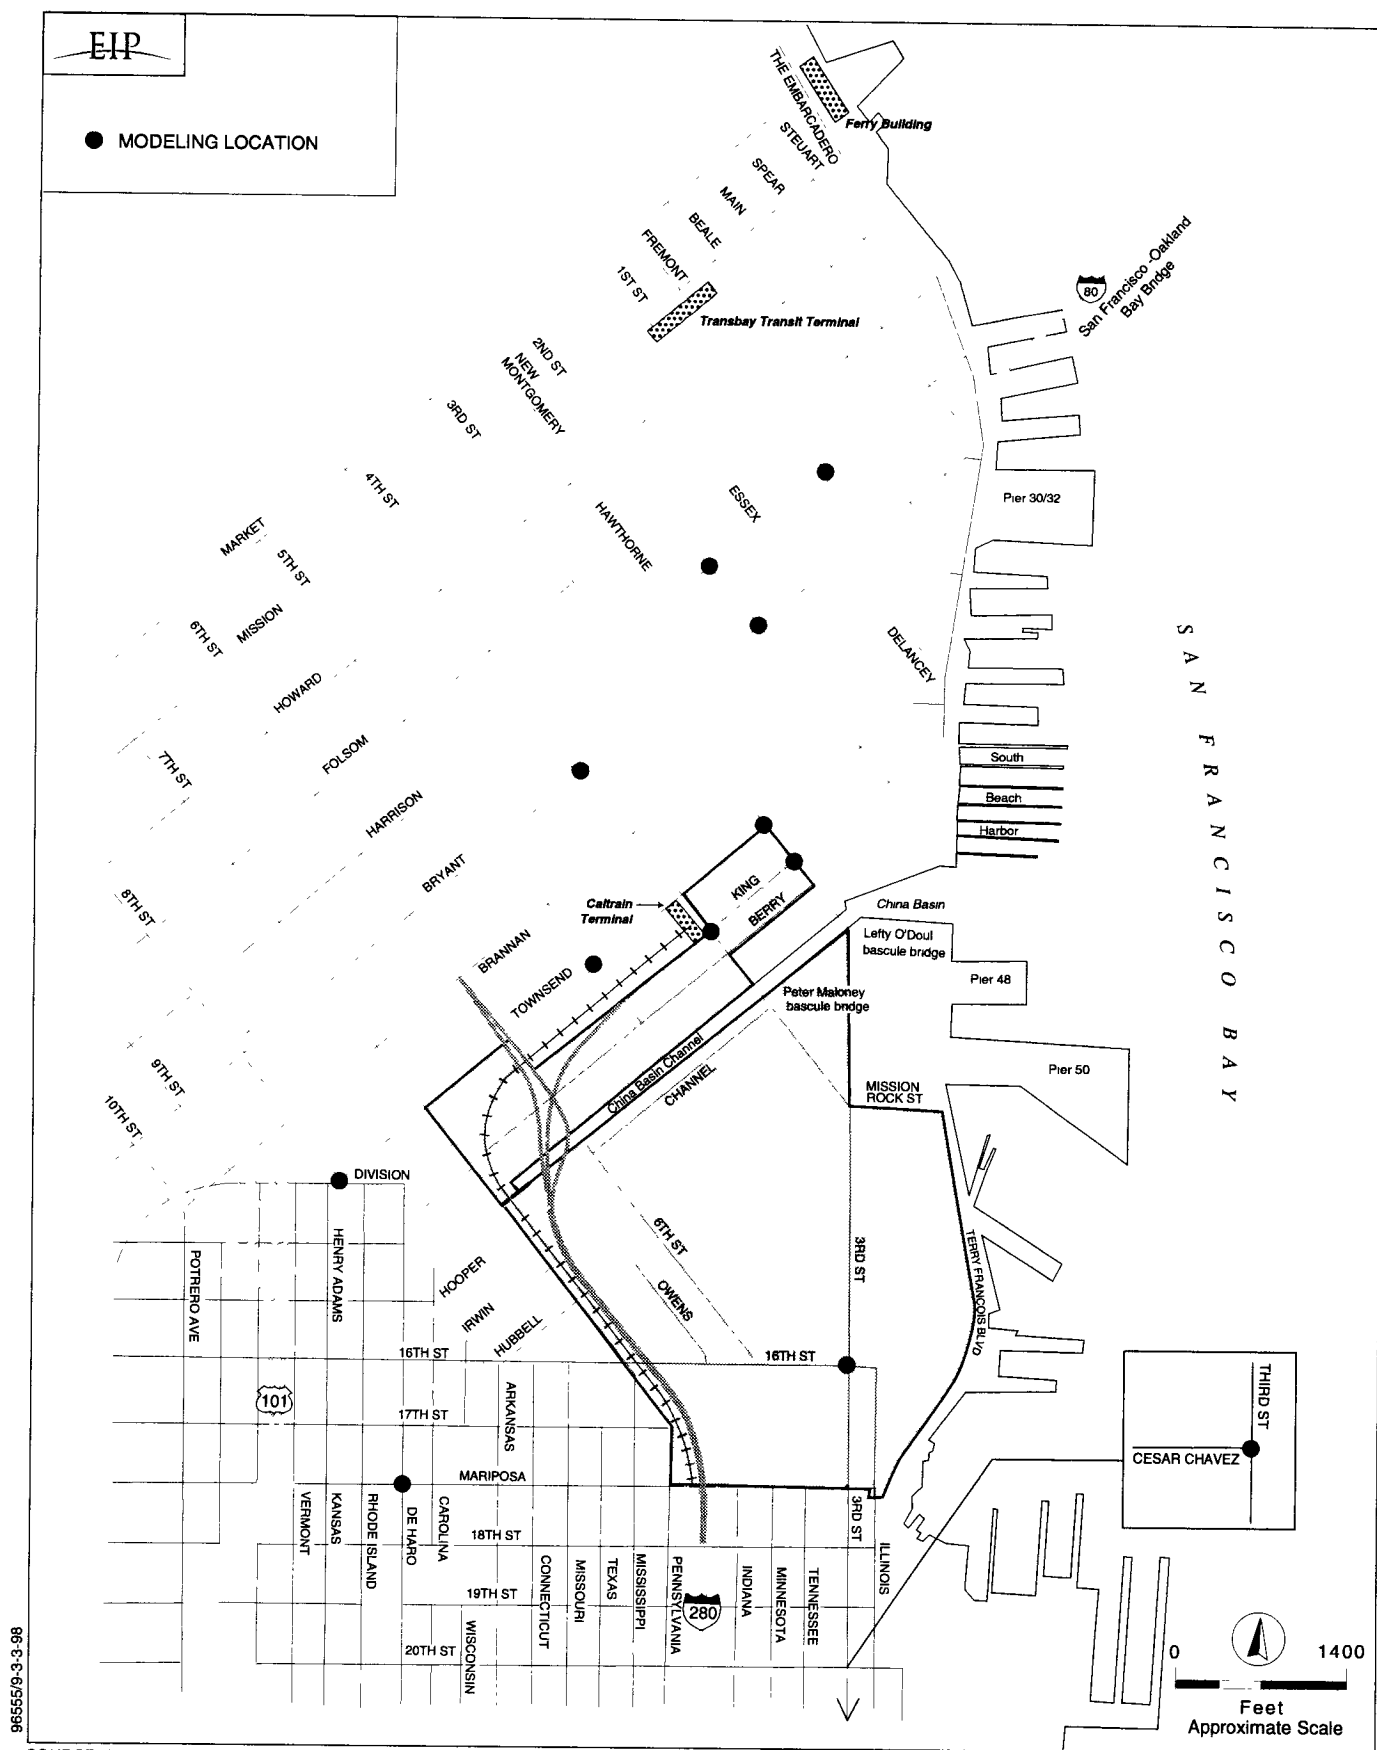 EIP
MODELING LOCATION
THE EMBARCADERO
Ferry Building
STEUART
SPEAR
MAIN
BEALE
FREMONT
1ST ST
Transbay Transit Terminal
80
San Francisco - Oakland
Bay Bridge
2ND ST
NEW
MONTGOMERY
3RD ST
4TH ST
ESSEX
HAWTHORNE
Pier 30/32
MARKET
5TH ST
MISSION
6TH ST
DELANCEY
SAN FRANCISCO BAY
HOWARD
FOLSOM
7TH ST
HARRISON
South
Beach
Harbor
BRYANT
8TH ST
KING
BERRY
Caltrain
Terminal
China Basin
BRANNAN
TOWNSEND
Lefty O'Doul
bascule bridge
Pier 48
Peter Maloney
bascule bridge
China Basin Channel
CHANNEL
9TH ST
10TH ST
Pier 50
MISSION
ROCK ST
DIVISION
6TH ST
OWENS
3RD ST
TERRY FRANCOIS BLVD
POTRERO AVE
HENRY ADAMS
HOOPER
IRWIN
HUBBELL
16TH ST
16TH ST
101
17TH ST
ARKANSAS
THIRD ST
CESAR CHAVEZ
MARIPOSA
VERMONT
KANSAS
RHODE ISLAND
DE HARO
CAROLINA
18TH ST
3RD ST
ILLINOIS
CONNECTICUT
MISSOURI
TEXAS
MISSISSIPPI
PENNSYLVANIA
INDIANA
MINNESOTA
TENNESSEE
19TH ST
280
WISCONSIN
20TH ST
0 1400
Feet
Approximate Scale
96555/9-3-3-98